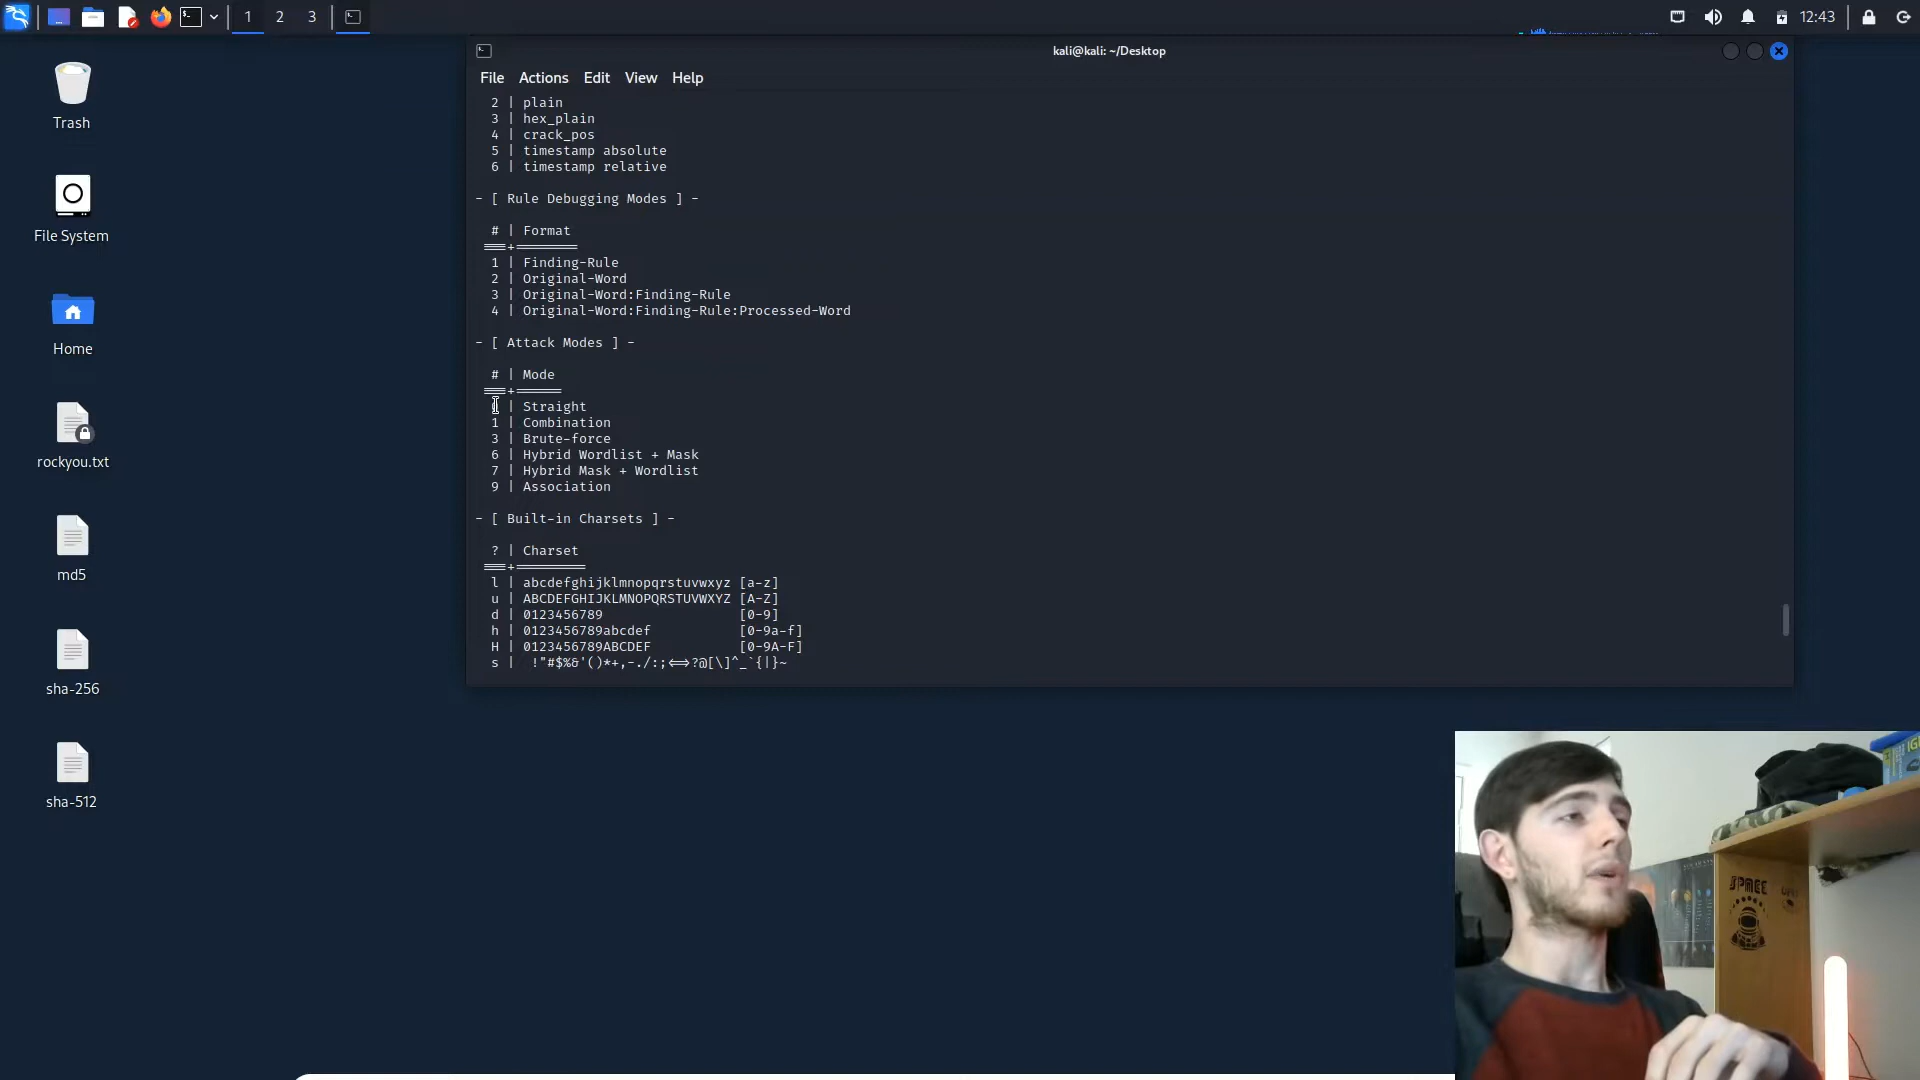 1 2 3 12:43
kali@kali: ~/Desktop
File Actions Edit View Help
2 | plain
3 | hex_plain
4 | crack_pos
5 | timestamp absolute
6 | timestamp relative
- [ Rule Debugging Modes ] -
# | Format
===+========
1 | Finding-Rule
2 | Original-Word
3 | Original-Word:Finding-Rule
4 | Original-Word:Finding-Rule:Processed-Word
- [ Attack Modes ] -
# | Mode
===+======
0 | Straight
1 | Combination
3 | Brute-force
6 | Hybrid Wordlist + Mask
7 | Hybrid Mask + Wordlist
9 | Association
- [ Built-in Charsets ] -
? | Charset
===+=========
l | abcdefghijklmnopqrstuvwxyz [a-z]
u | ABCDEFGHIJKLMNOPQRSTUVWXYZ [A-Z]
d | 0123456789 [0-9]
h | 0123456789abcdef [0-9a-f]
H | 0123456789ABCDEF [0-9A-F]
s | !"#$%&'()*+,-./:;<=>?@[\]^_`{|}~
Trash
File System
Home
rockyou.txt
md5
sha-256
sha-512
SPACE